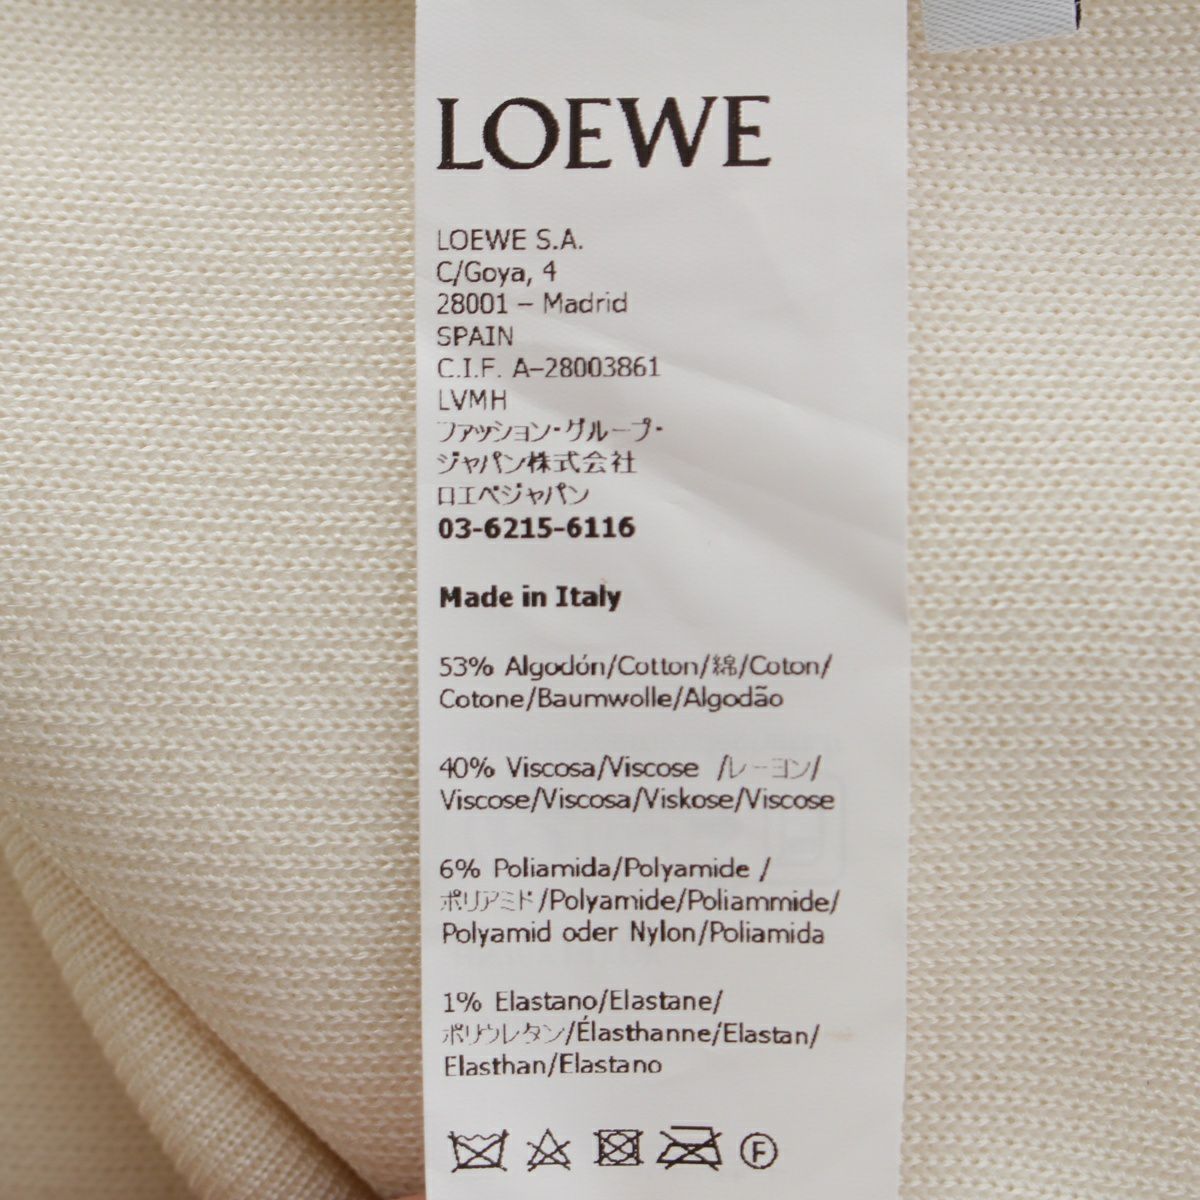 LOEWE
LOEWE S.A.
C/Goya, 4
28001 – Madrid
SPAIN
C.I.F. A–28003861
LVMH
ファッション・グループ・
ジャパン株式会社
ロエベジャパン
03-6215-6116
Made in Italy
53% Algodón/Cotton/綿/Coton/
Cotone/Baumwolle/Algodão
40% Viscosa/Viscose /レーヨン/
Viscose/Viscosa/Viskose/Viscose
6% Poliamida/Polyamide /
ポリアミド/Polyamide/Poliammide/
Polyamid oder Nylon/Poliamida
1% Elastano/Elastane/
ポリウレタン/Élasthanne/Elastan/
Elasthan/Elastano
F